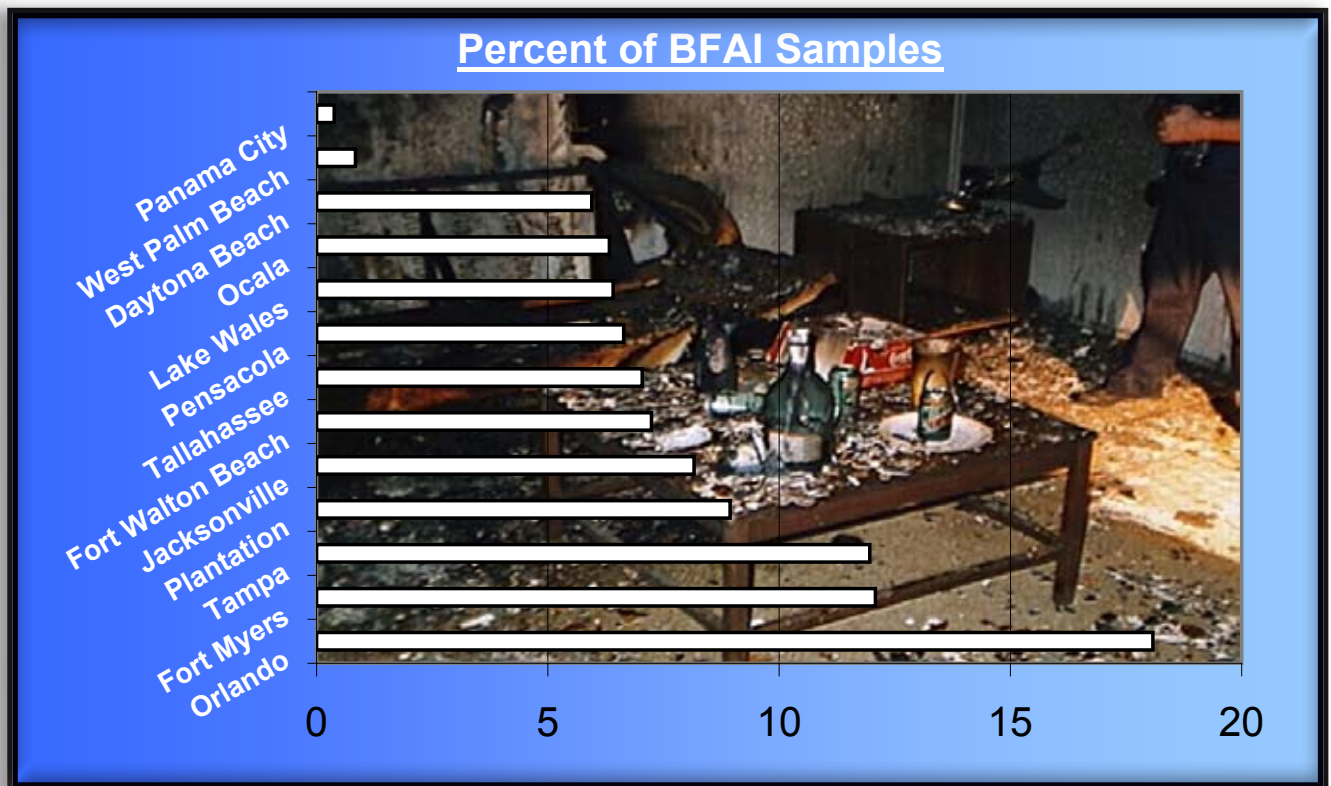 Percent of BFAI Samples
Panama City
West Palm Beach
Daytona Beach
Ocala
Lake Wales
Pensacola
Tallahassee
Fort Walton Beach
Jacksonville
Plantation
Tampa
Fort Myers
Orlando
0 5 10 15 20